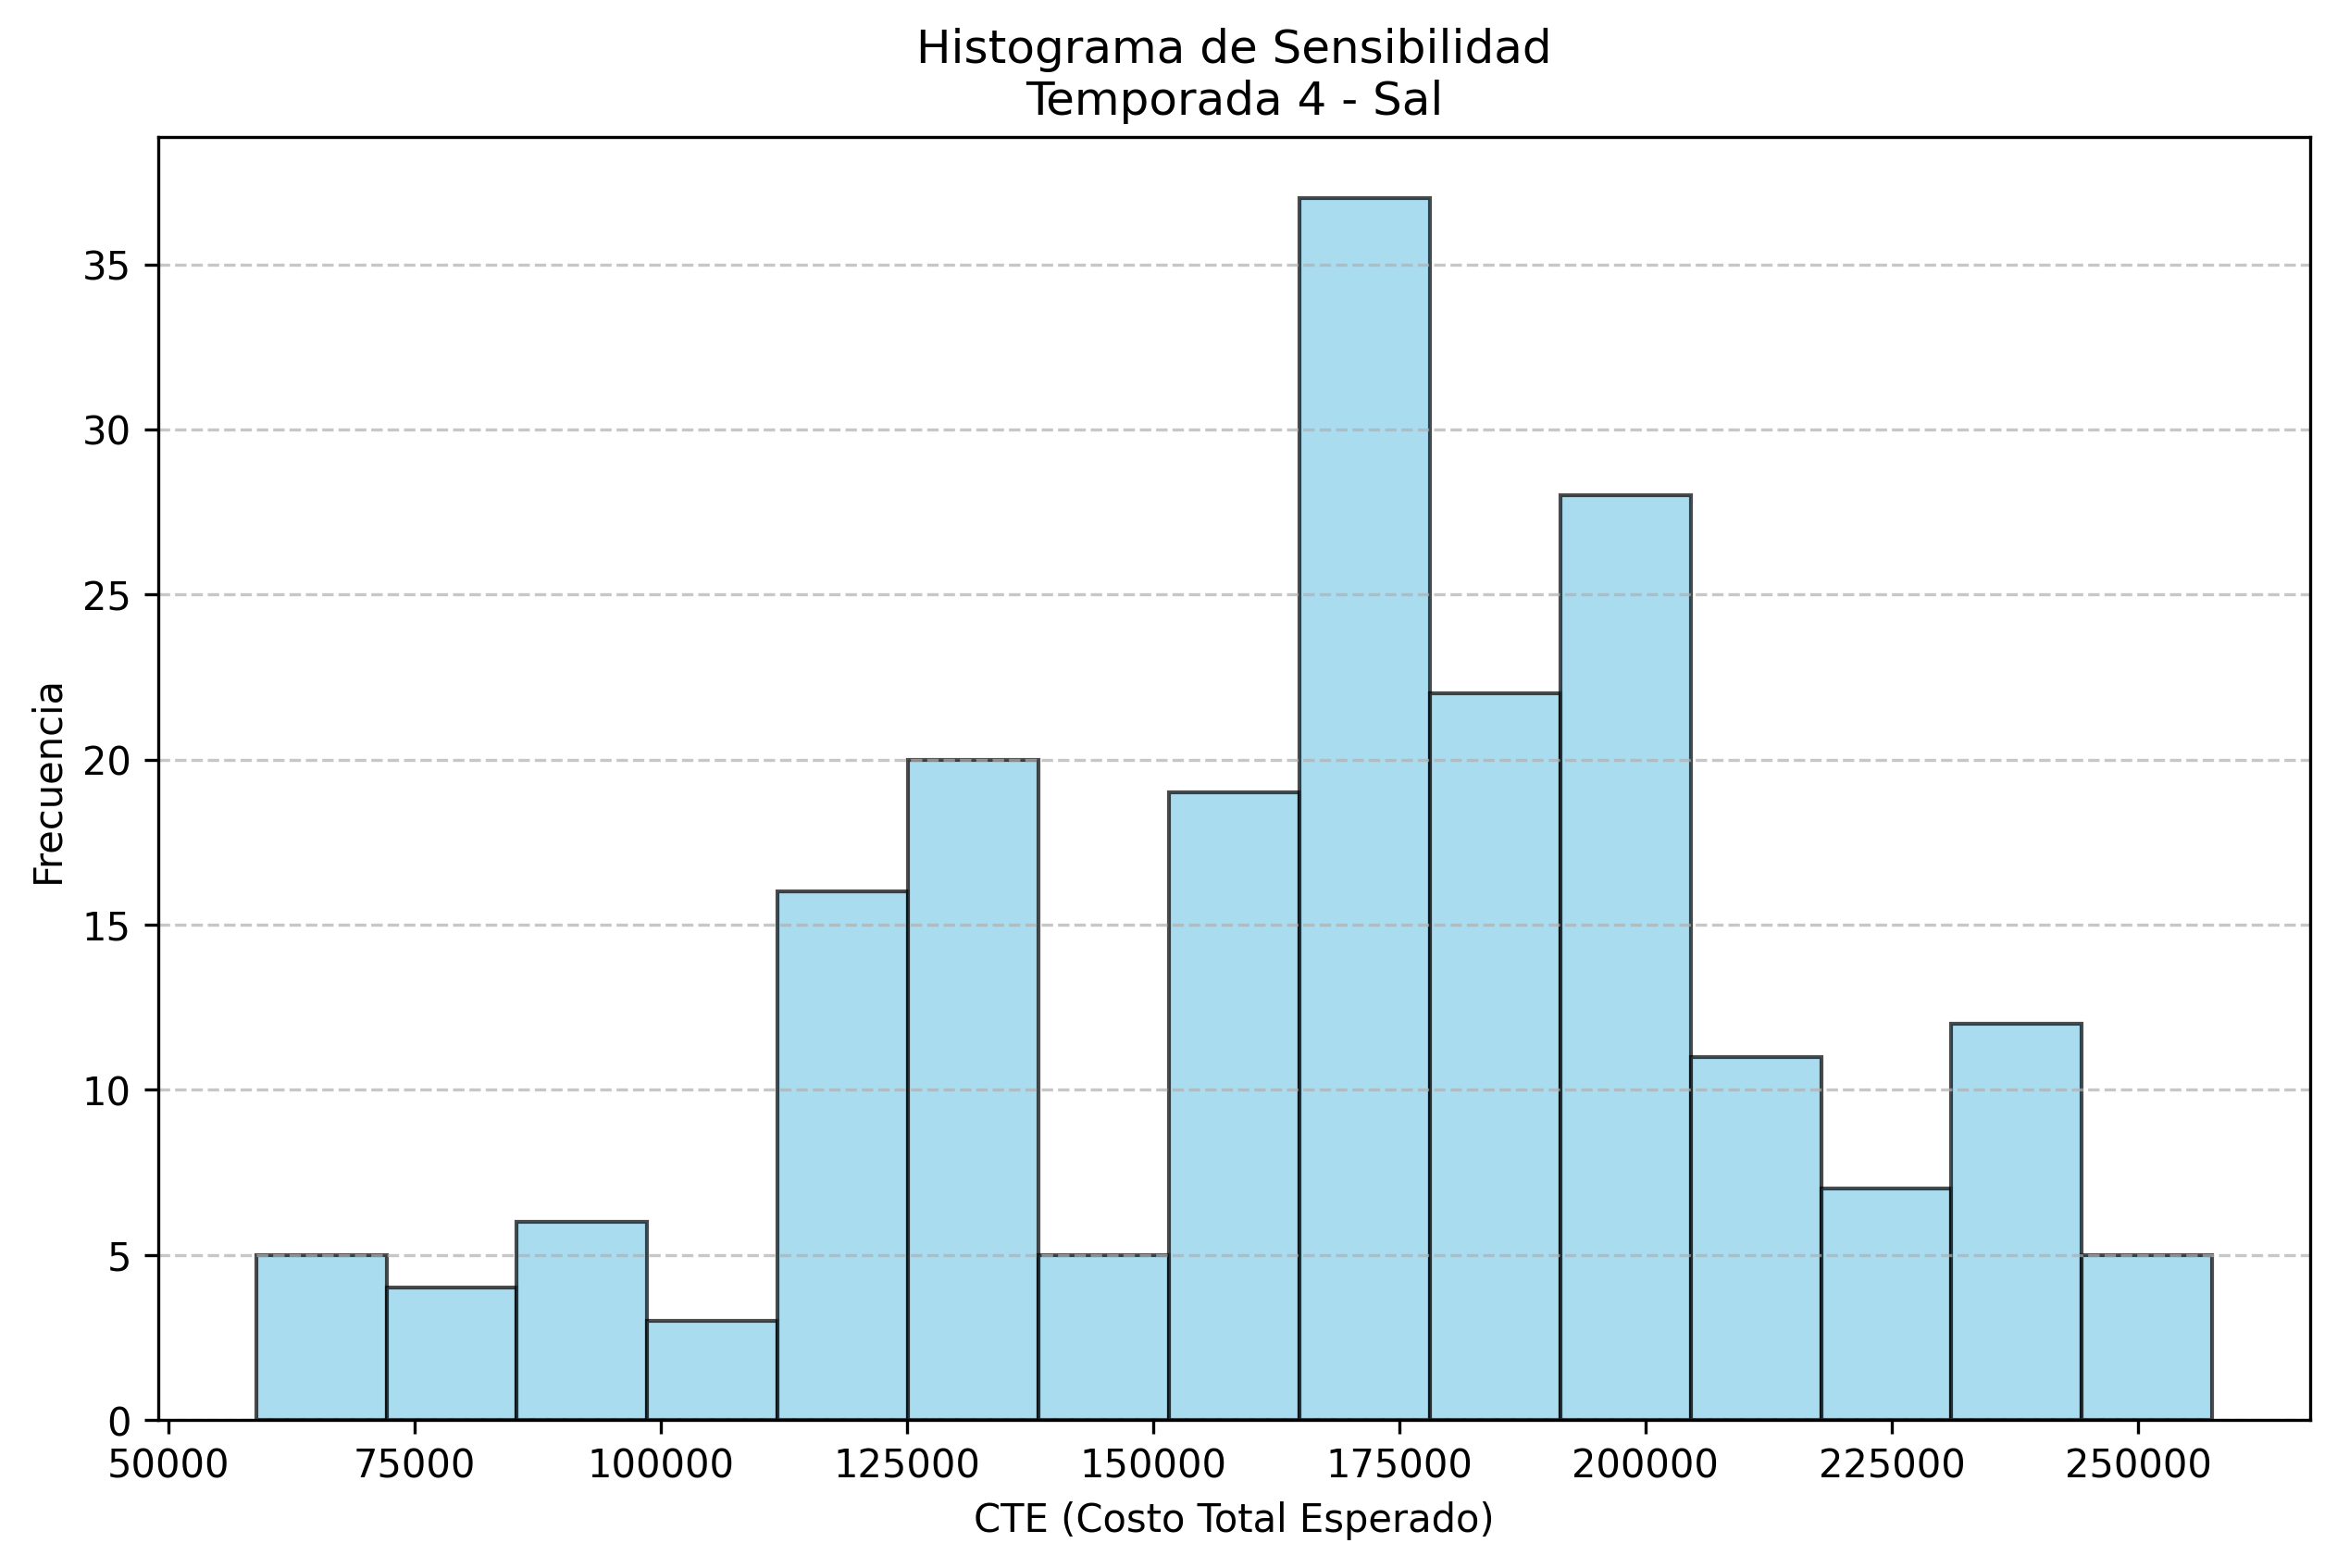 Histograma de Sensibilidad
Temporada 4 - Sal
Frecuencia
35
30
25
20
15
10
5
0
50000 75000 100000 125000 150000 175000 200000 225000 250000
CTE (Costo Total Esperado)